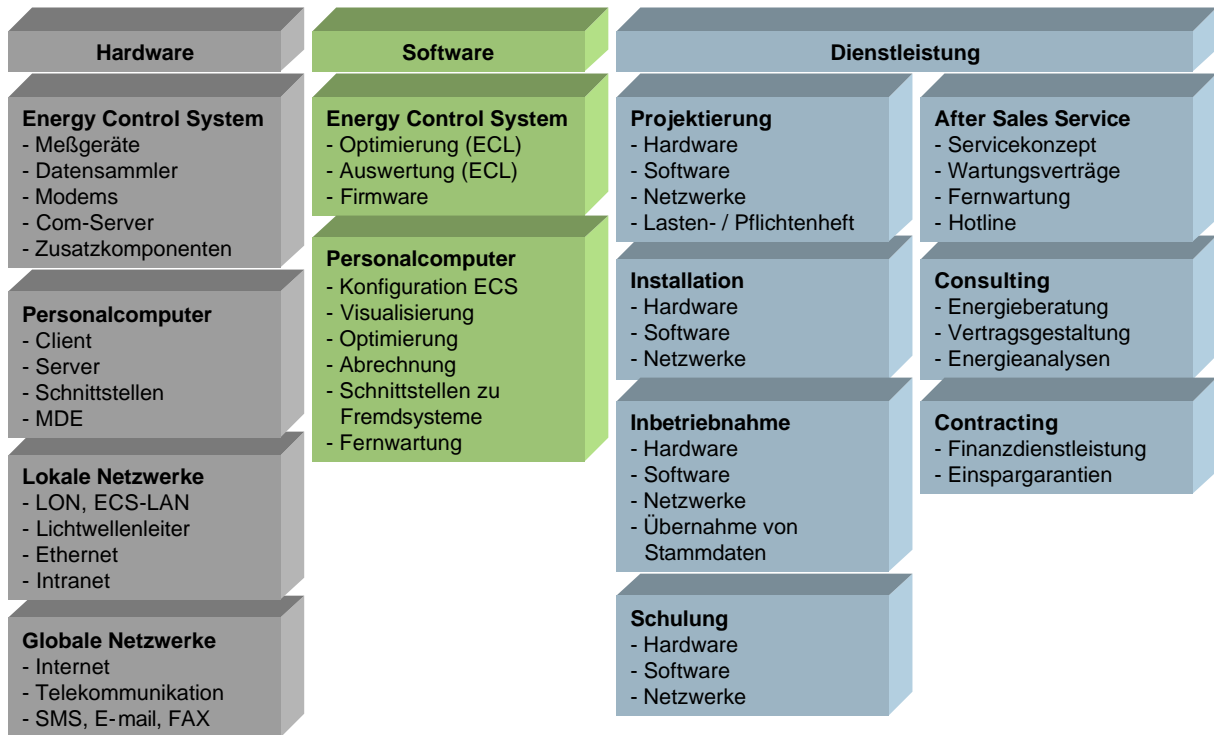 Hardware
Energy Control System
- Meßgeräte
- Datensammler
- Modems
- Com-Server
- Zusatzkomponenten
Personalcomputer
- Client
- Server
- Schnittstellen
- MDE
Lokale Netzwerke
- LON, ECS-LAN
- Lichtwellenleiter
- Ethernet
- Intranet
Globale Netzwerke
- Internet
- Telekommunikation
- SMS, E-mail, FAX
Software
Energy Control System
- Optimierung (ECL)
- Auswertung (ECL)
- Firmware
Personalcomputer
- Konfiguration ECS
- Visualisierung
- Optimierung
- Abrechnung
- Schnittstellen zu
Fremdsysteme
- Fernwartung
Dienstleistung
Projektierung
- Hardware
- Software
- Netzwerke
- Lasten- / Pflichtenheft
Installation
- Hardware
- Software
- Netzwerke
Inbetriebnahme
- Hardware
- Software
- Netzwerke
- Übernahme von
Stammdaten
Schulung
- Hardware
- Software
- Netzwerke
After Sales Service
- Servicekonzept
- Wartungsverträge
- Fernwartung
- Hotline
Consulting
- Energieberatung
- Vertragsgestaltung
- Energieanalysen
Contracting
- Finanzdienstleistung
- Einspargarantien